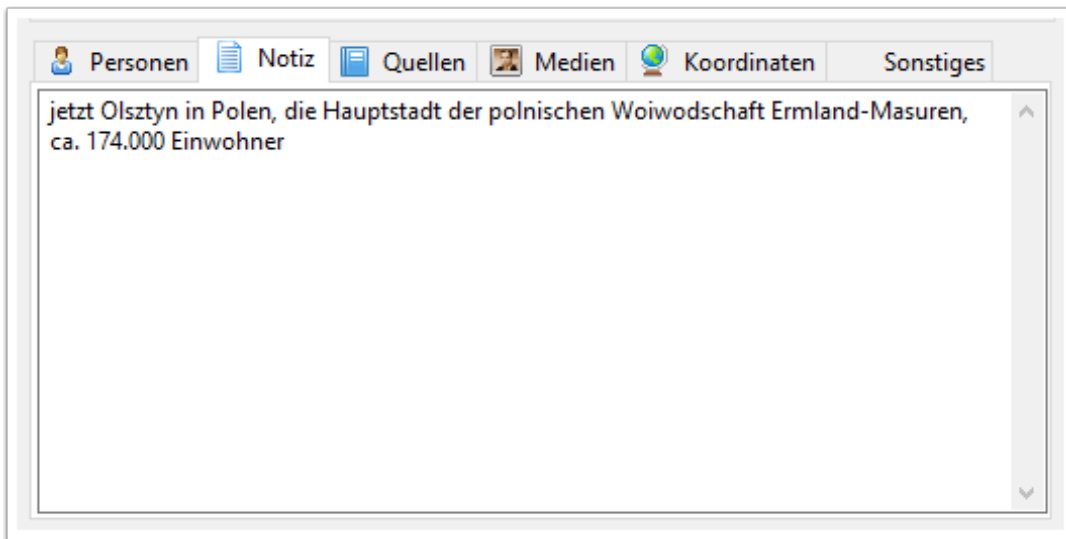 Personen Notiz Quellen Medien Koordinaten Sonstiges
jetzt Olsztyn in Polen, die Hauptstadt der polnischen Woiwodschaft Ermland-Masuren,
ca. 174.000 Einwohner